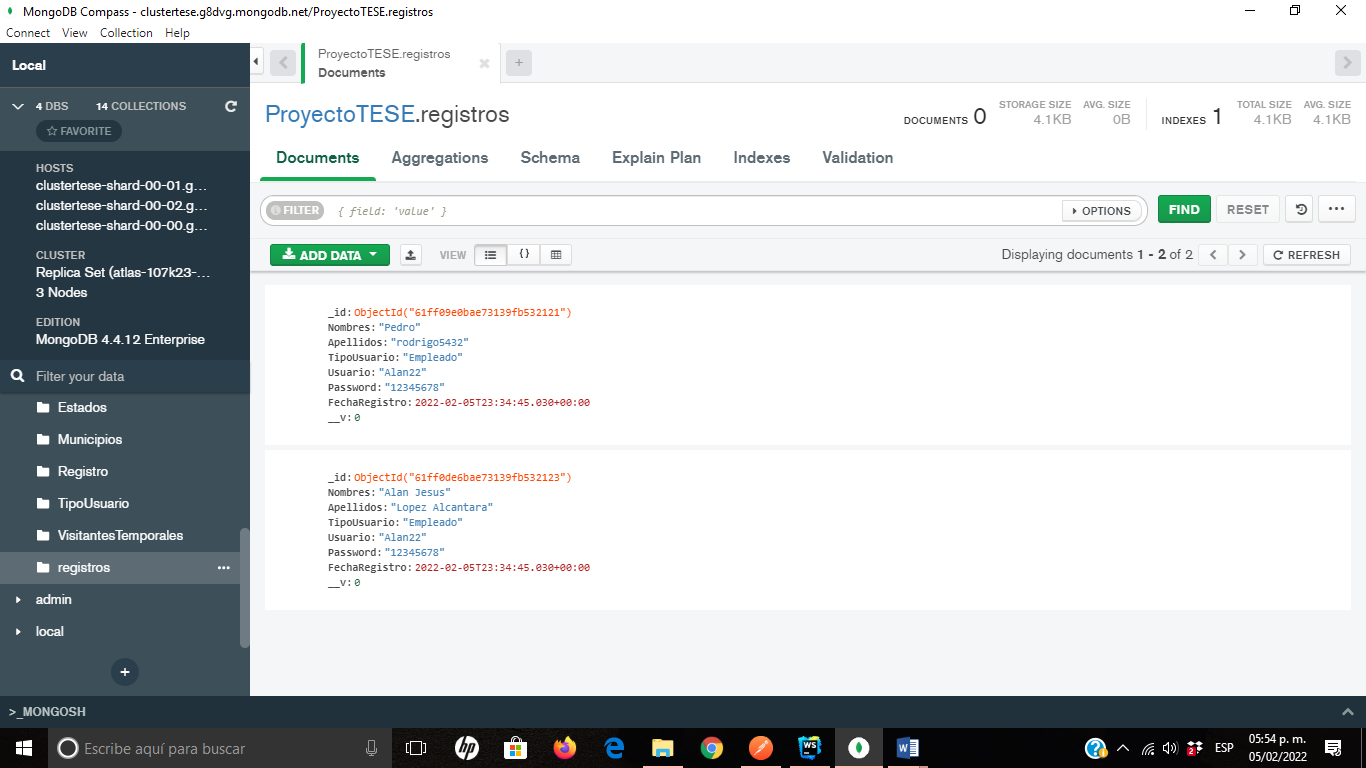 MongoDB Compass - clustertese.g8dvg.mongodb.net/ProyectoTESE.registros
Connect View Collection Help
Local
4 DBS 14 COLLECTIONS
FAVORITE
HOSTS
clustertese-shard-00-01.g...
clustertese-shard-00-02.g...
clustertese-shard-00-00.g...
CLUSTER
Replica Set (atlas-107k23-...
3 Nodes
EDITION
MongoDB 4.4.12 Enterprise
Filter your data
Estados
Municipios
Registro
TipoUsuario
VisitantesTemporales
registros
admin
local
+
ProyectoTESE.registros
Documents
+
ProyectoTESE.registros
DOCUMENTS 0 STORAGE SIZE 4.1KB AVG. SIZE 0B INDEXES 1 TOTAL SIZE 4.1KB AVG. SIZE 4.1KB
Documents Aggregations Schema Explain Plan Indexes Validation
FILTER { field: 'value' } OPTIONS FIND RESET ...
ADD DATA VIEW { } Displaying documents 1 - 2 of 2 REFRESH
_id: ObjectId("61ff09e0bae73139fb532121")
Nombres: "Pedro"
Apellidos: "rodrigo5432"
TipoUsuario: "Empleado"
Usuario: "Alan22"
Password: "12345678"
FechaRegistro: 2022-02-05T23:34:45.030+00:00
__v: 0
_id: ObjectId("61ff0de6bae73139fb532123")
Nombres: "Alan Jesus"
Apellidos: "Lopez Alcantara"
TipoUsuario: "Empleado"
Usuario: "Alan22"
Password: "12345678"
FechaRegistro: 2022-02-05T23:34:45.030+00:00
__v: 0
>_MONGOSH
Escribe aquí para buscar
hp
WS
W
ESP
05:54 p. m.
05/02/2022